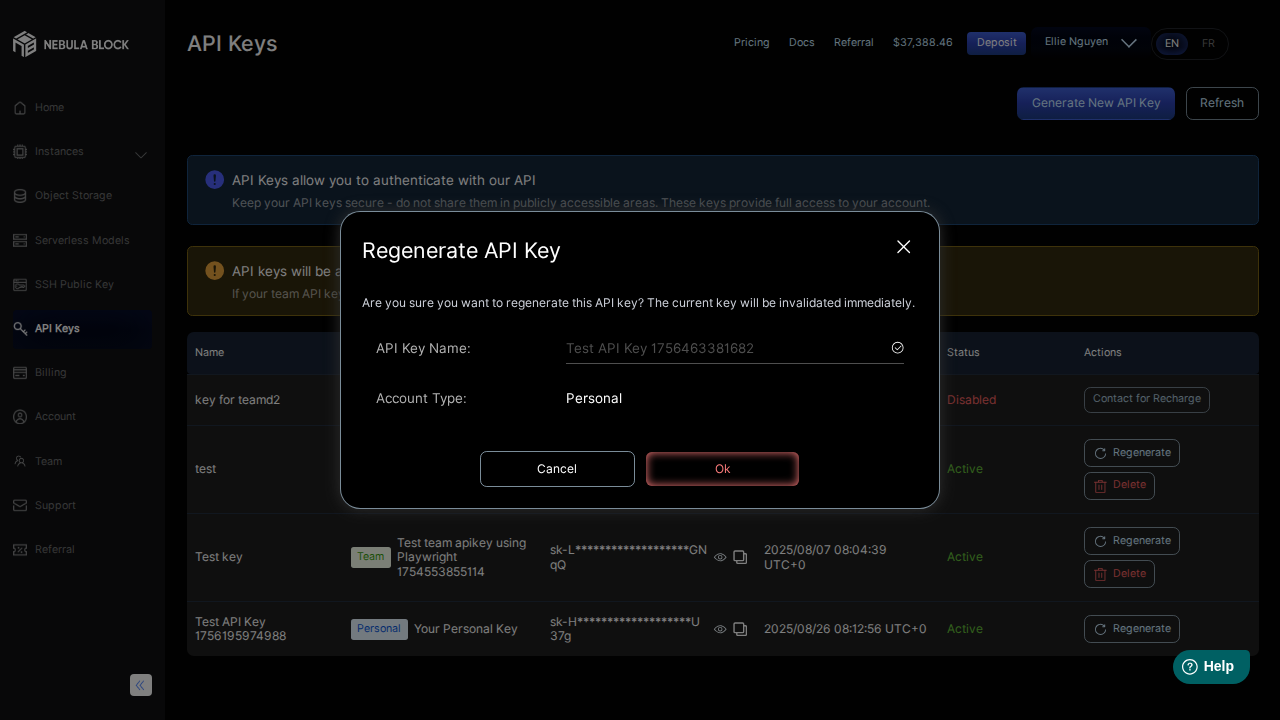 NEBULA BLOCK
API Keys
Pricing
Docs
Referral
$37,388.46
Deposit
Ellie Nguyen
EN
FR
Home
Instances
Object Storage
Serverless Models
SSH Public Key
API Keys
Billing
Account
Team
Support
Referral
Generate New API Key
Refresh
API Keys allow you to authenticate with our API
Keep your API keys secure - do not share them in publicly accessible areas. These keys provide full access to your account.
API keys will be
If your team API
Regenerate API Key
Are you sure you want to regenerate this API key? The current key will be invalidated immediately.
API Key Name:
Test API Key 1756463381682
Account Type:
Personal
Cancel
Ok
Name
Status
Actions
key for teamd2
Disabled
Contact for Recharge
test
Active
Regenerate
Delete
Test key
Team
Test team apikey using
Playwright
1754553855114
sk-L*******************GN
qQ
2025/08/07 08:04:39
UTC+0
Active
Regenerate
Delete
Test API Key
1756195974988
Personal
Your Personal Key
sk-H*******************U
37g
2025/08/26 08:12:56 UTC+0
Active
Regenerate
Help